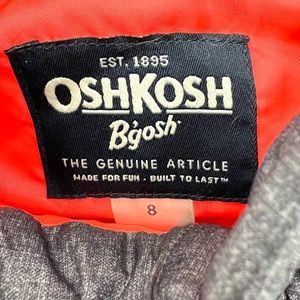 EST. 1895
OSHKOSH
B'gosh
THE GENUINE ARTICLE
MADE FOR FUN - BUILT TO LAST™
8